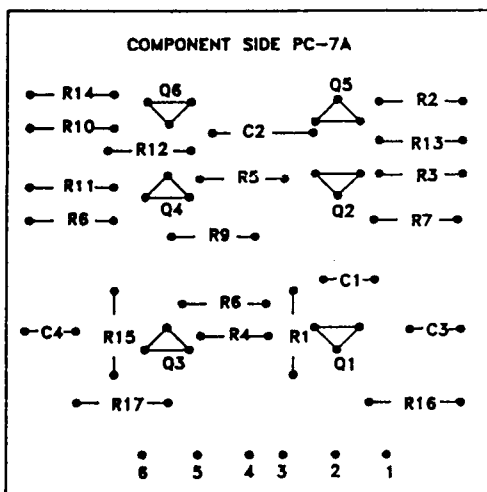 COMPONENT SIDE PC-7A
R14 Q6 Q5 R2
R10 C2 R13
R12
R11 Q4 R5 Q2 R3
R6 R9 R7
C1
R6
C4 R15 Q3 R4 R1 Q1 C3
R17 R16
6 5 4 3 2 1